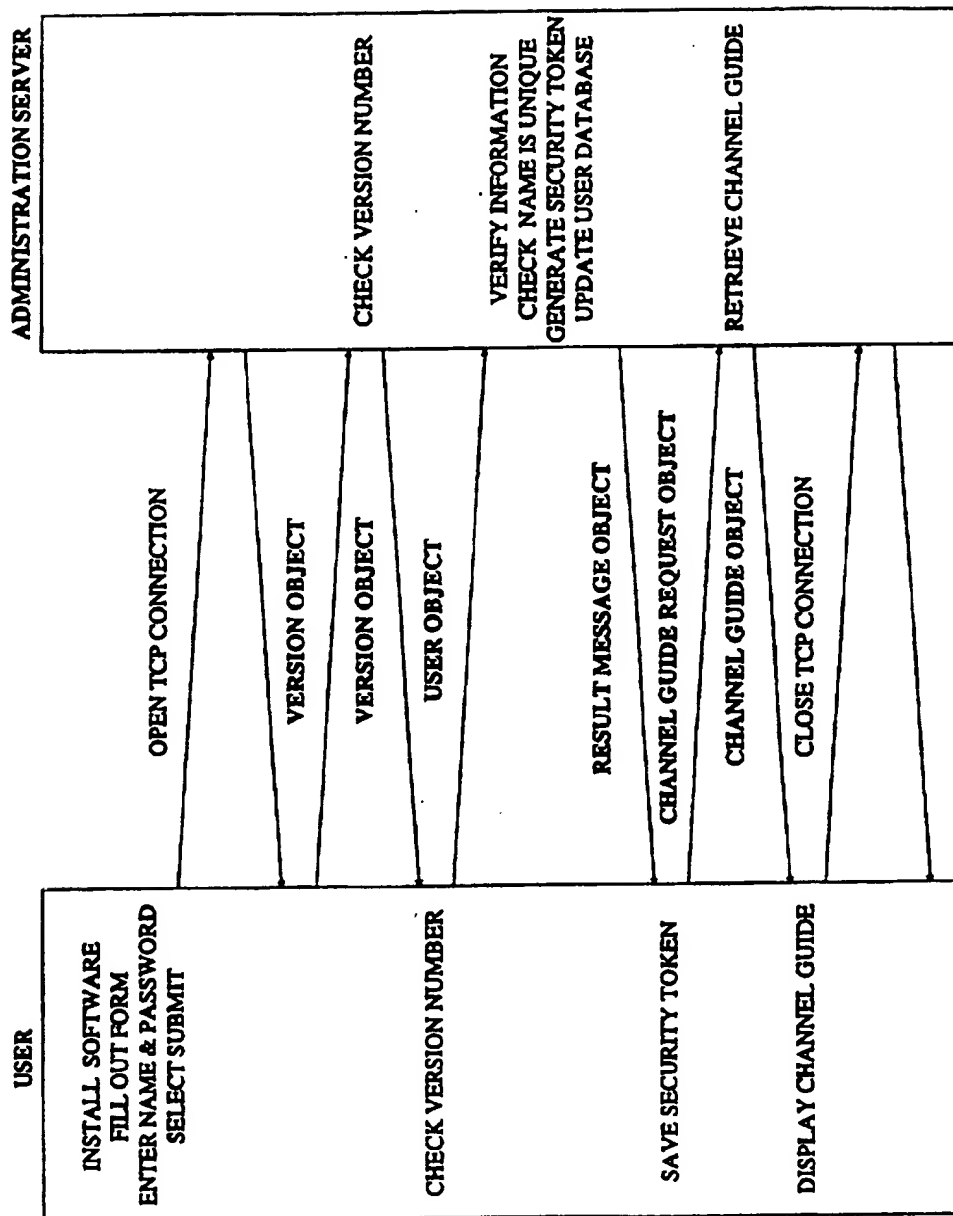 USER
INSTALL SOFTWARE
FILL OUT FORM
ENTER NAME & PASSWORD
SELECT SUBMIT
CHECK VERSION NUMBER
SAVE SECURITY TOKEN
DISPLAY CHANNEL GUIDE
OPEN TCP CONNECTION
VERSION OBJECT
VERSION OBJECT
USER OBJECT
RESULT MESSAGE OBJECT
CHANNEL GUIDE REQUEST OBJECT
CHANNEL GUIDE OBJECT
CLOSE TCP CONNECTION
ADMINISTRATION SERVER
CHECK VERSION NUMBER
VERIFY INFORMATION
CHECK NAME IS UNIQUE
GENERATE SECURITY TOKEN
UPDATE USER DATABASE
RETRIEVE CHANNEL GUIDE